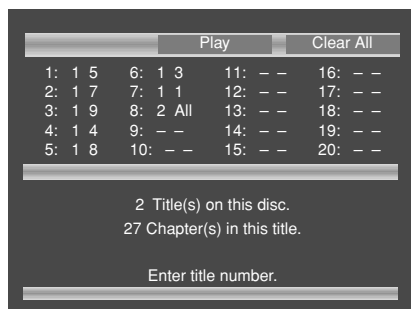 Play Clear All
1: 1 5 6: 1 3 11: – – 16: – –
2: 1 7 7: 1 1 12: – – 17: – –
3: 1 9 8: 2 All 13: – – 18: – –
4: 1 4 9: – – 14: – – 19: – –
5: 1 8 10: – – 15: – – 20: – –
2 Title(s) on this disc.
27 Chapter(s) in this title.
Enter title number.